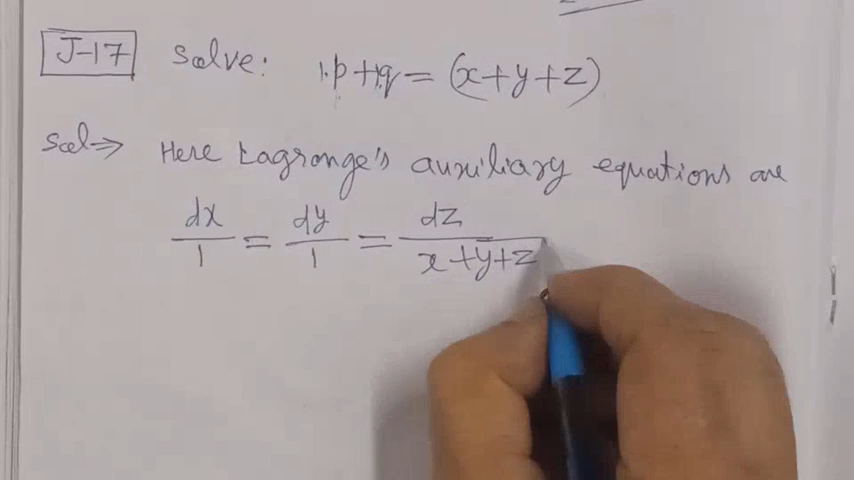 J-17 Solve: 1.p+1.q = (x+y+z)
Sol⇒ Here Lagrange's auxiliary equations are
dx/1 = dy/1 = dz/x+y+z